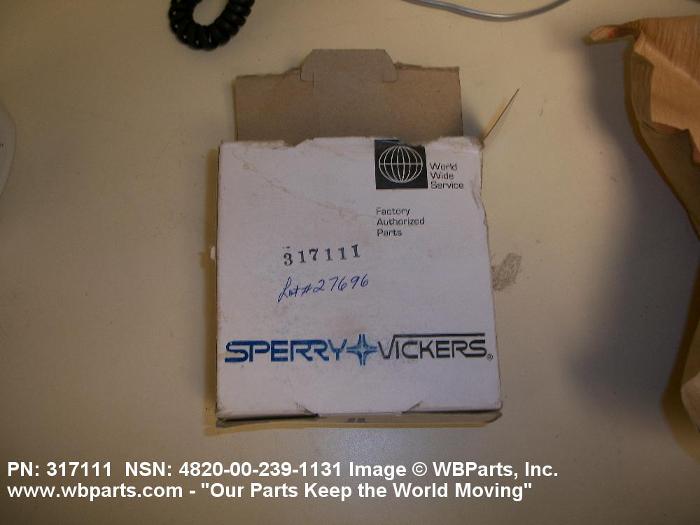 World
Wide
Service
Factory
Authorized
Parts
317111
Lot#27696
SPERRY VICKERS®
PN: 317111 NSN: 4820-00-239-1131 Image © WBParts, Inc.
www.wbparts.com - "Our Parts Keep the World Moving"